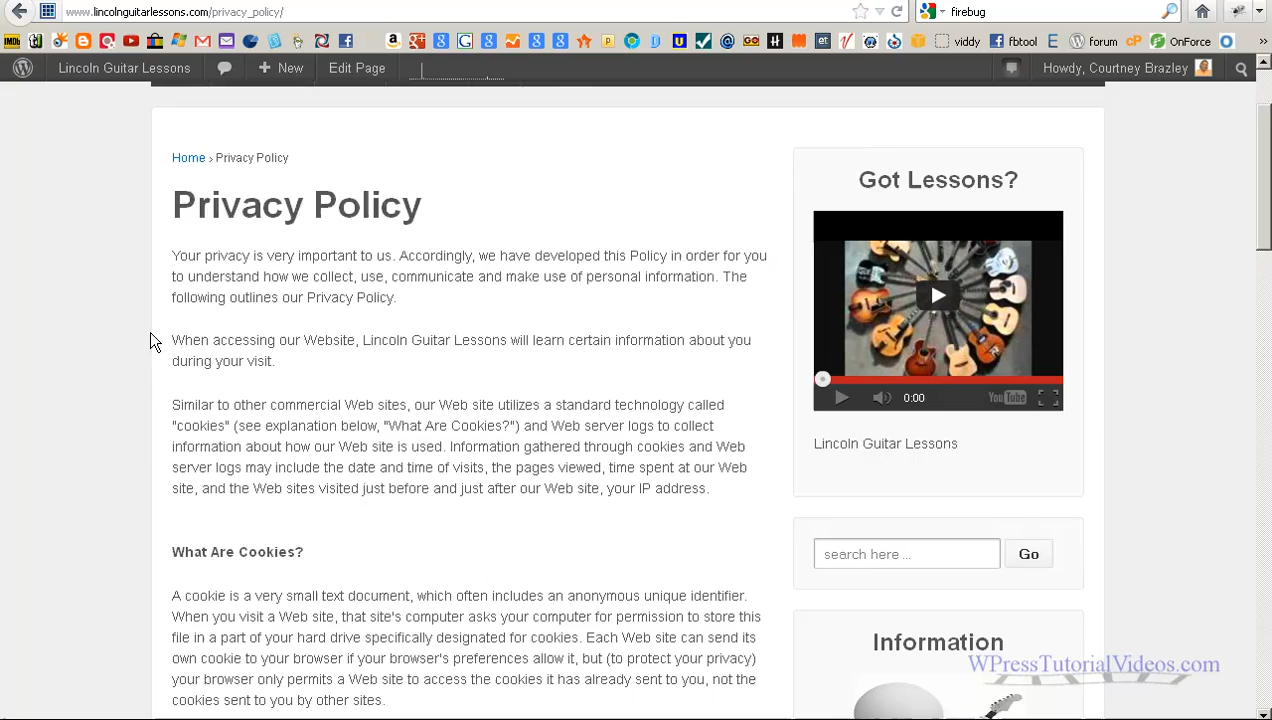 www.lincolnguitarlessons.com/privacy_policy/
firebug
viddy
fbtool
forum
OnForce
Lincoln Guitar Lessons
New
Edit Page
Howdy, Courtney Brazley
Home › Privacy Policy
Privacy Policy
Your privacy is very important to us. Accordingly, we have developed this Policy in order for you
to understand how we collect, use, communicate and make use of personal information. The
following outlines our Privacy Policy.
When accessing our Website, Lincoln Guitar Lessons will learn certain information about you
during your visit.
Similar to other commercial Web sites, our Web site utilizes a standard technology called
"cookies" (see explanation below, "What Are Cookies?") and Web server logs to collect
information about how our Web site is used. Information gathered through cookies and Web
server logs may include the date and time of visits, the pages viewed, time spent at our Web
site, and the Web sites visited just before and just after our Web site, your IP address.
What Are Cookies?
A cookie is a very small text document, which often includes an anonymous unique identifier.
When you visit a Web site, that site's computer asks your computer for permission to store this
file in a part of your hard drive specifically designated for cookies. Each Web site can send its
own cookie to your browser if your browser's preferences allow it, but (to protect your privacy)
your browser only permits a Web site to access the cookies it has already sent to you, not the
cookies sent to you by other sites.
Got Lessons?
0:00
YouTube
Lincoln Guitar Lessons
search here ...
Go
Information
WPressTutorialVideos.com